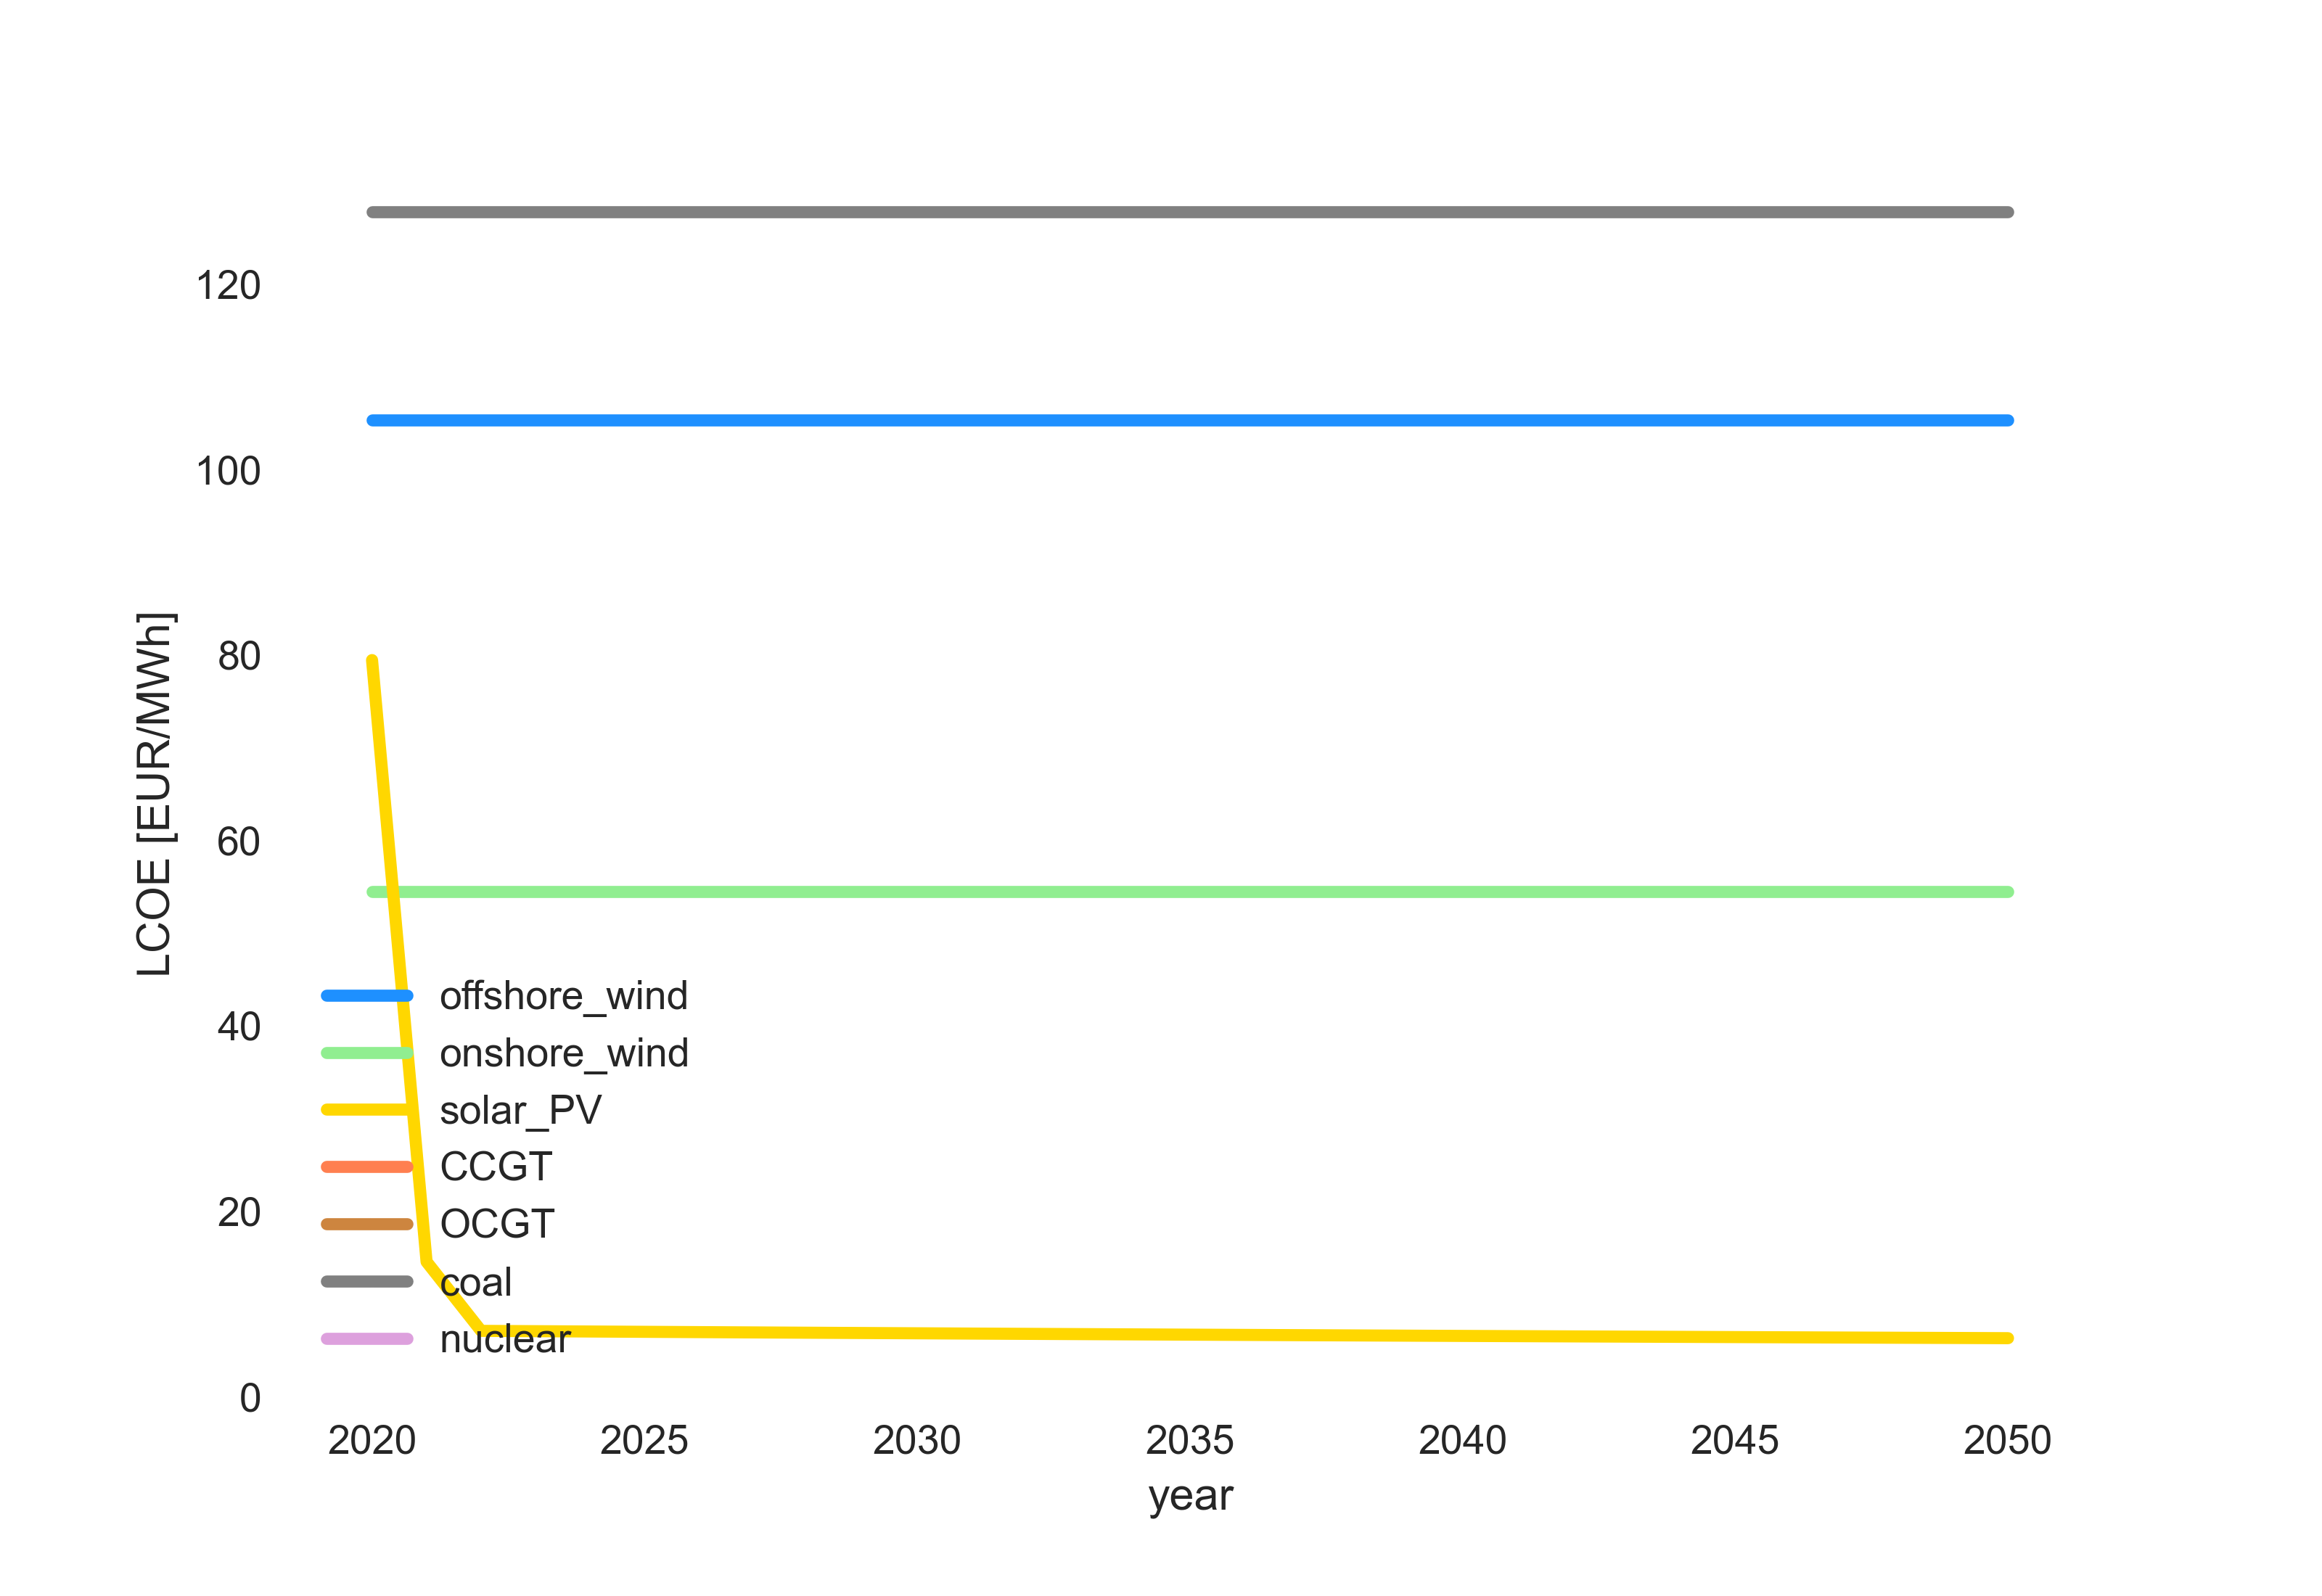 120
100
80
60
40
20
0
LCOE [EUR/MWh]
offshore_wind
onshore_wind
solar_PV
CCGT
OCGT
coal
nuclear
2020 2025 2030 2035 2040 2045 2050
year